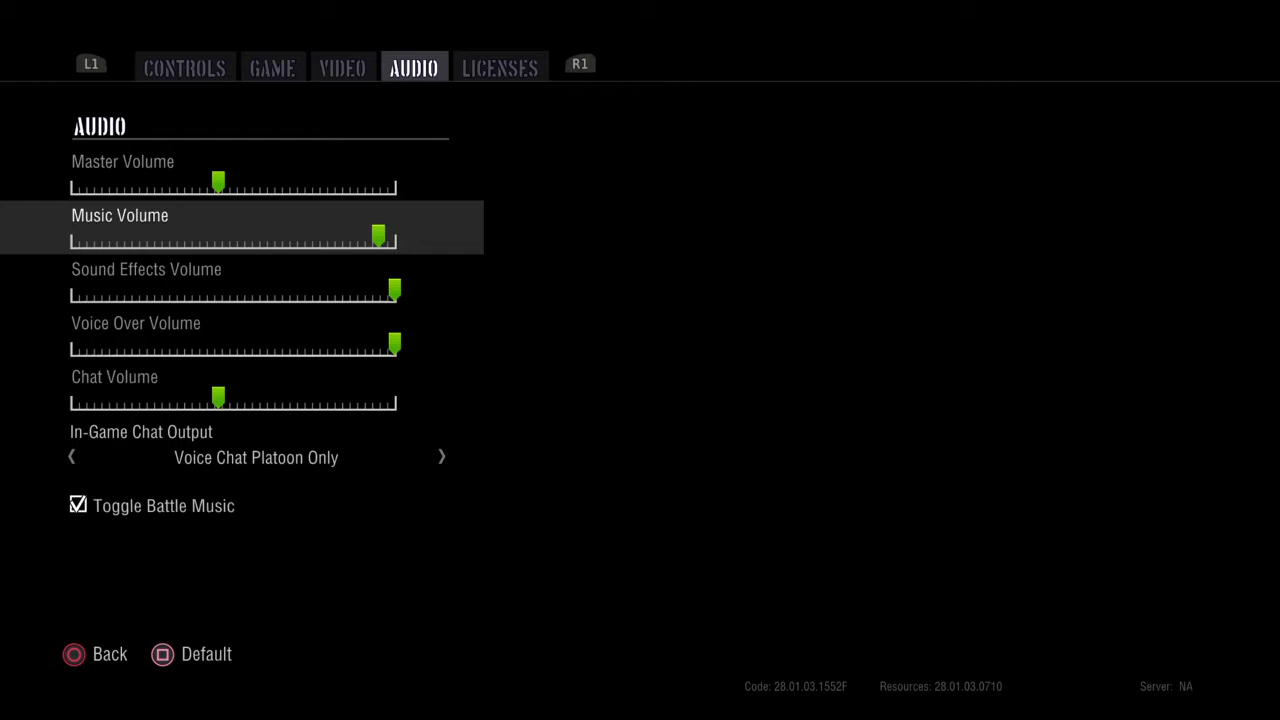 L1 CONTROLS GAME VIDEO AUDIO LICENSES R1
AUDIO
Master Volume
Music Volume
Sound Effects Volume
Voice Over Volume
Chat Volume
In-Game Chat Output
Voice Chat Platoon Only
Toggle Battle Music
Back Default
Code: 28.01.03.1552F Resources: 28.01.03.0710 Server: NA